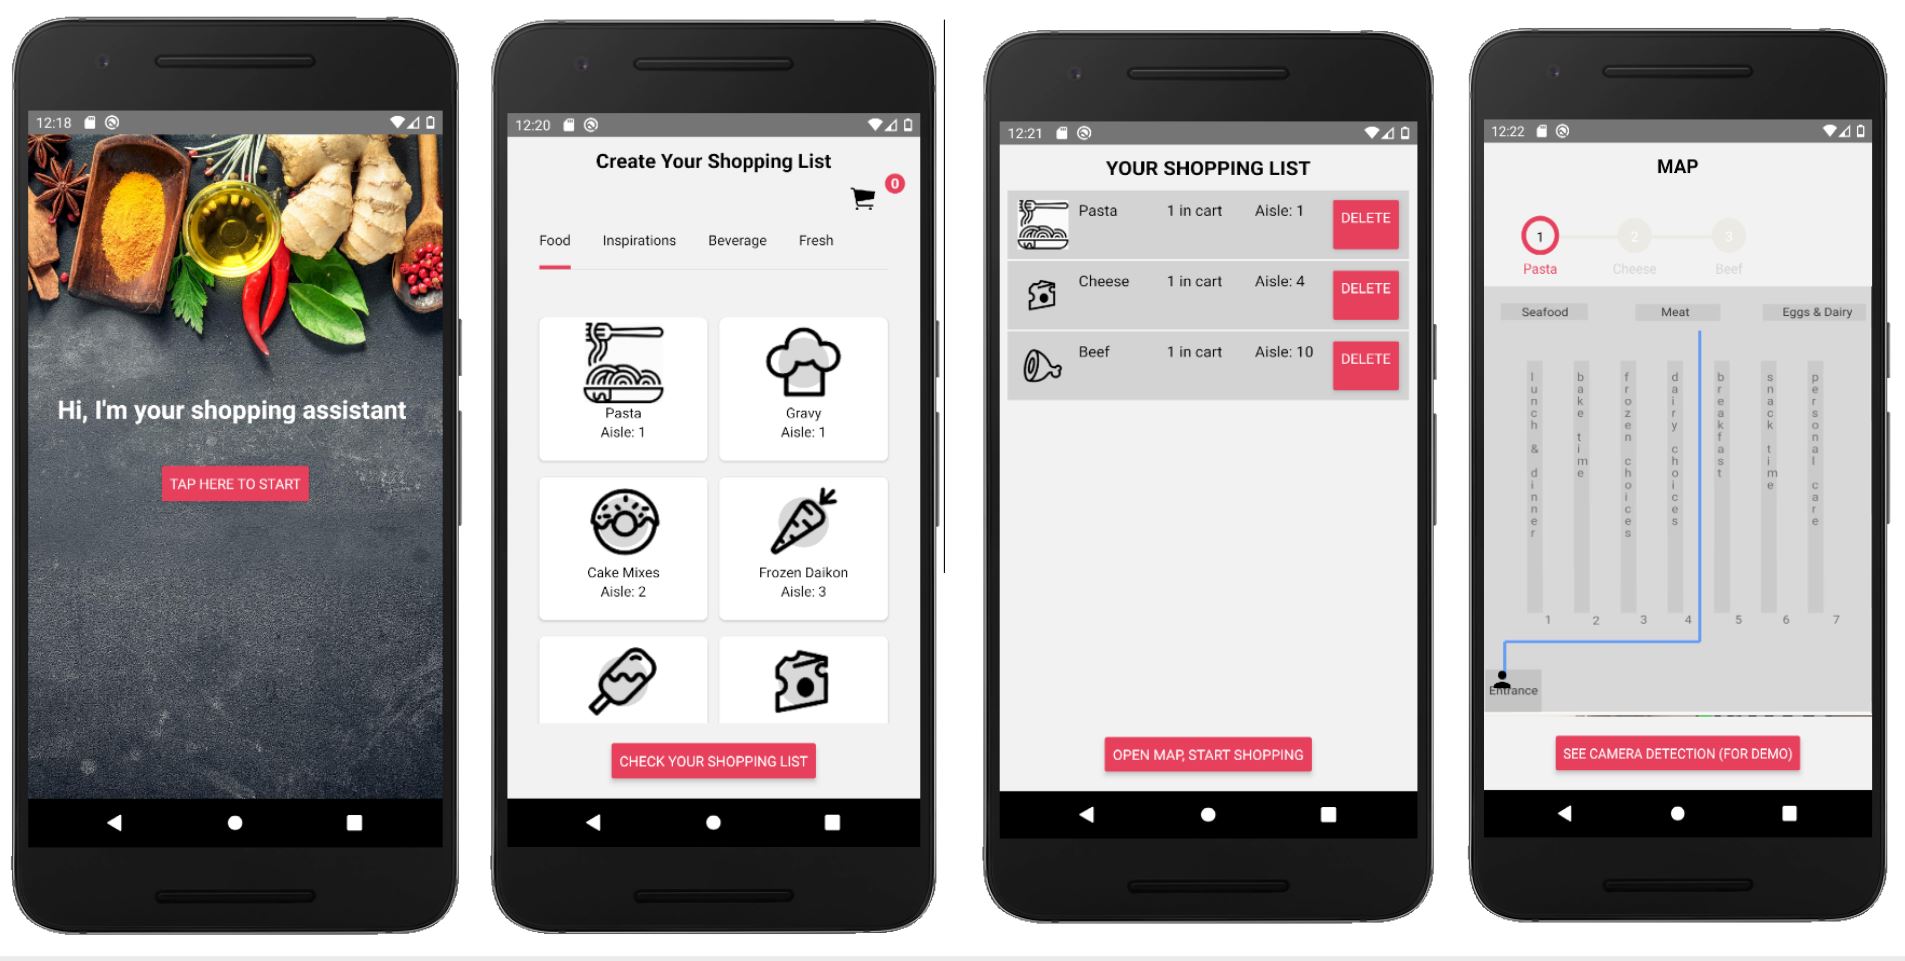 12:18
Hi, I'm your shopping assistant
TAP HERE TO START
12:20
Create Your Shopping List
0
Food Inspirations Beverage Fresh
Pasta
Aisle: 1
Gravy
Aisle: 1
Cake Mixes
Aisle: 2
Frozen Daikon
Aisle: 3
CHECK YOUR SHOPPING LIST
12:21
YOUR SHOPPING LIST
Pasta 1 in cart Aisle: 1 DELETE
Cheese 1 in cart Aisle: 4 DELETE
Beef 1 in cart Aisle: 10 DELETE
OPEN MAP, START SHOPPING
12:22
MAP
1 2 3
Pasta Cheese Beef
Seafood Meat Eggs & Dairy
lunch & dinner
bake time
frozen choices
dairy choices
breakfast
snack time
personal care
1 2 3 4 5 6 7
Entrance
SEE CAMERA DETECTION (FOR DEMO)